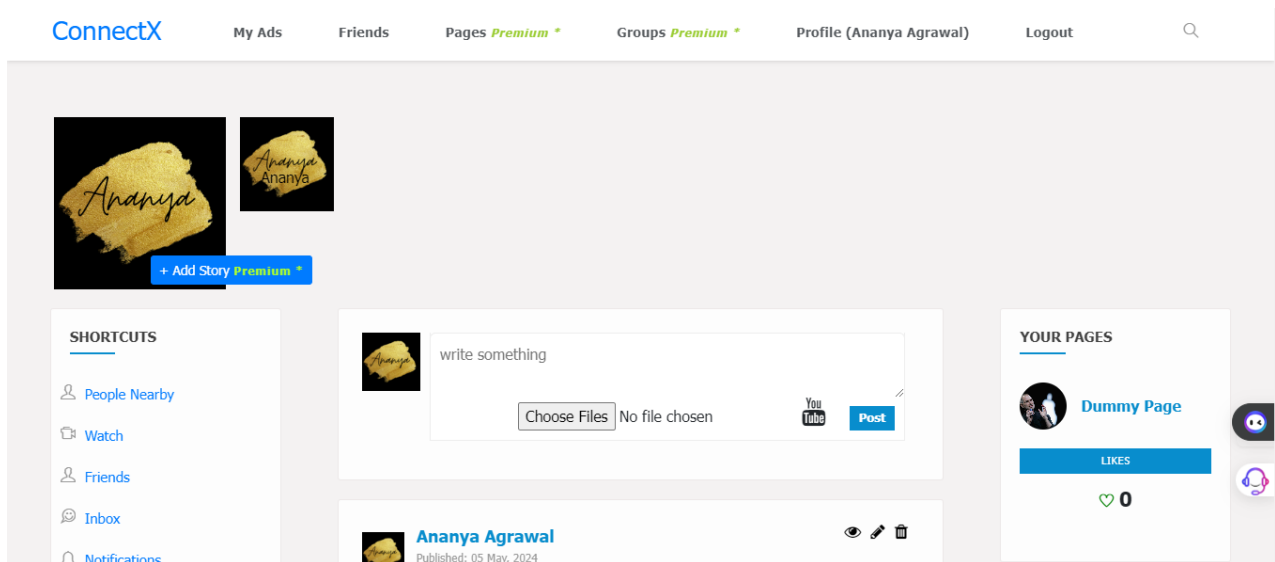 ConnectX My Ads Friends Pages Premium * Groups Premium * Profile (Ananya Agrawal) Logout
Ananya
Ananya
Ananya
+ Add Story Premium *
SHORTCUTS
People Nearby
Watch
Friends
Inbox
Notifications
Ananya
write something
Choose Files No file chosen
You
Tube
Post
Ananya
Ananya Agrawal
Published: 05 May, 2024
YOUR PAGES
Dummy Page
LIKES
0